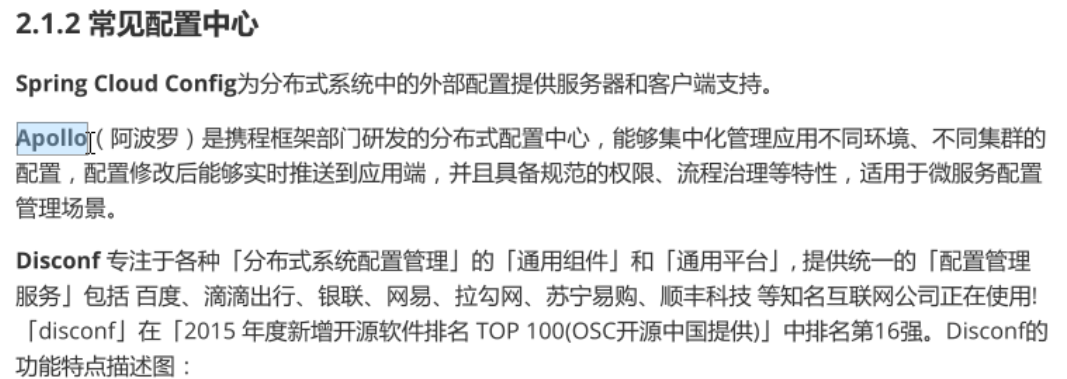 2.1.2 常见配置中心
Spring Cloud Config为分布式系统中的外部配置提供服务器和客户端支持。
Apollo（阿波罗）是携程框架部门研发的分布式配置中心，能够集中化管理应用不同环境、不同集群的
配置，配置修改后能够实时推送到应用端，并且具备规范的权限、流程治理等特性，适用于微服务配置
管理场景。
Disconf 专注于各种「分布式系统配置管理」的「通用组件」和「通用平台」, 提供统一的「配置管理
服务」包括 百度、滴滴出行、银联、网易、拉勾网、苏宁易购、顺丰科技 等知名互联网公司正在使用!
「disconf」在「2015 年度新增开源软件排名 TOP 100(OSC开源中国提供)」中排名第16强。Disconf的
功能特点描述图：